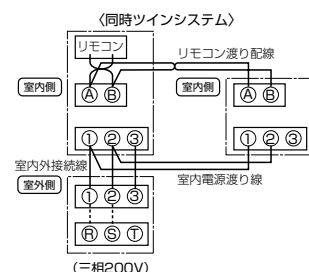 〈同時ツインシステム〉
リモコン
リモコン渡り配線
室内側
Ⓐ Ⓑ
室内側
Ⓐ Ⓑ
① ② ③
① ② ③
室内外接続線
室内電源渡り線
室外側
① ② ③
Ⓡ Ⓢ Ⓣ
(三相200V)